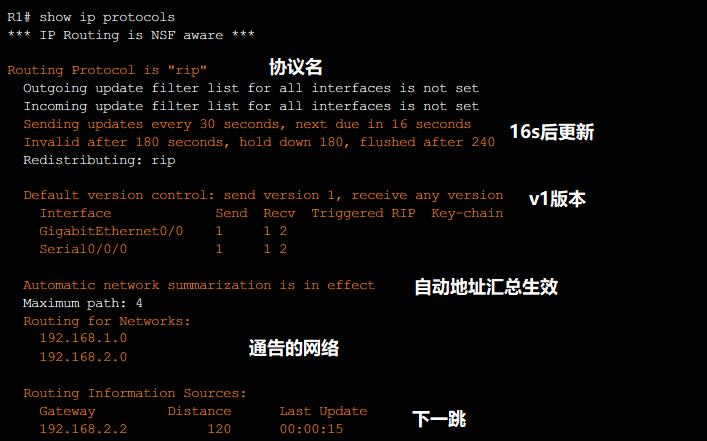 R1# show ip protocols
*** IP Routing is NSF aware ***
Routing Protocol is "rip" 协议名
Outgoing update filter list for all interfaces is not set
Incoming update filter list for all interfaces is not set
Sending updates every 30 seconds, next due in 16 seconds 16s后更新
Invalid after 180 seconds, hold down 180, flushed after 240
Redistributing: rip
Default version control: send version 1, receive any version v1版本
Interface Send Recv Triggered RIP Key-chain
GigabitEthernet0/0 1 1 2
Serial0/0/0 1 1 2
Automatic network summarization is in effect 自动地址汇总生效
Maximum path: 4
Routing for Networks:
192.168.1.0 通告的网络
192.168.2.0
Routing Information Sources:
Gateway Distance Last Update 下一跳
192.168.2.2 120 00:00:15